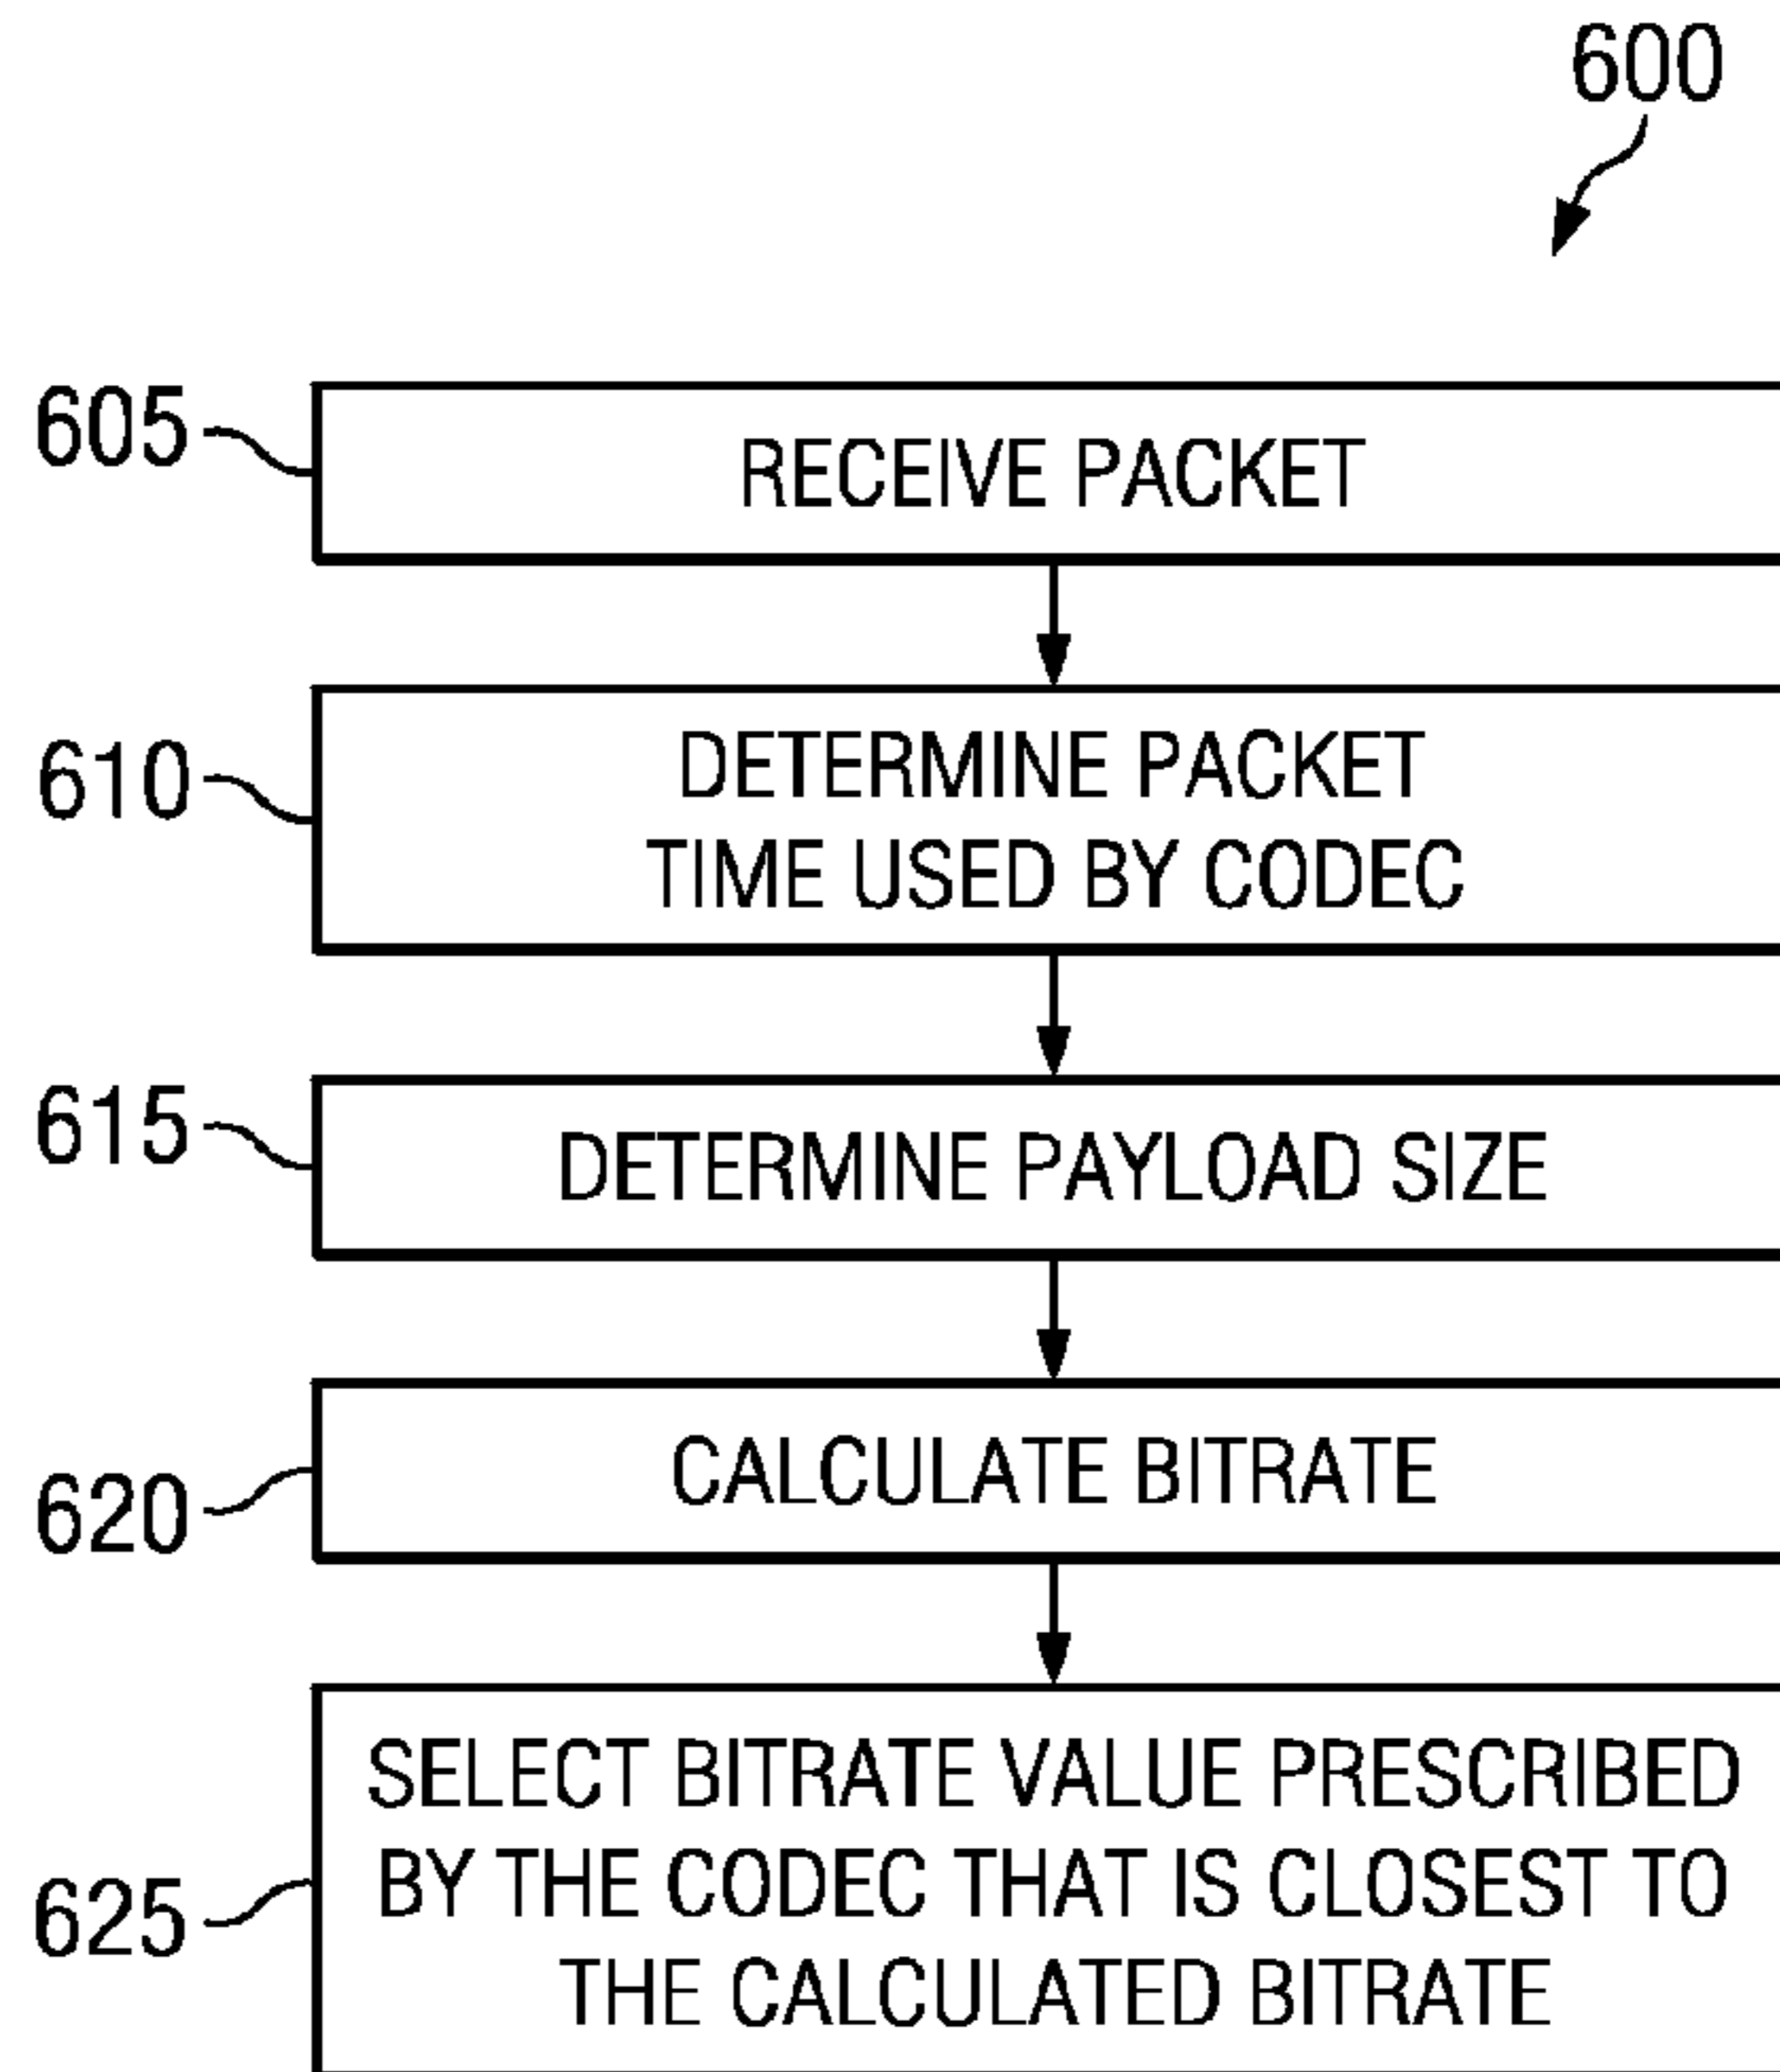 600
605
RECEIVE PACKET
610
DETERMINE PACKET
TIME USED BY CODEC
615
DETERMINE PAYLOAD SIZE
620
CALCULATE BITRATE
625
SELECT BITRATE VALUE PRESCRIBED
BY THE CODEC THAT IS CLOSEST TO
THE CALCULATED BITRATE